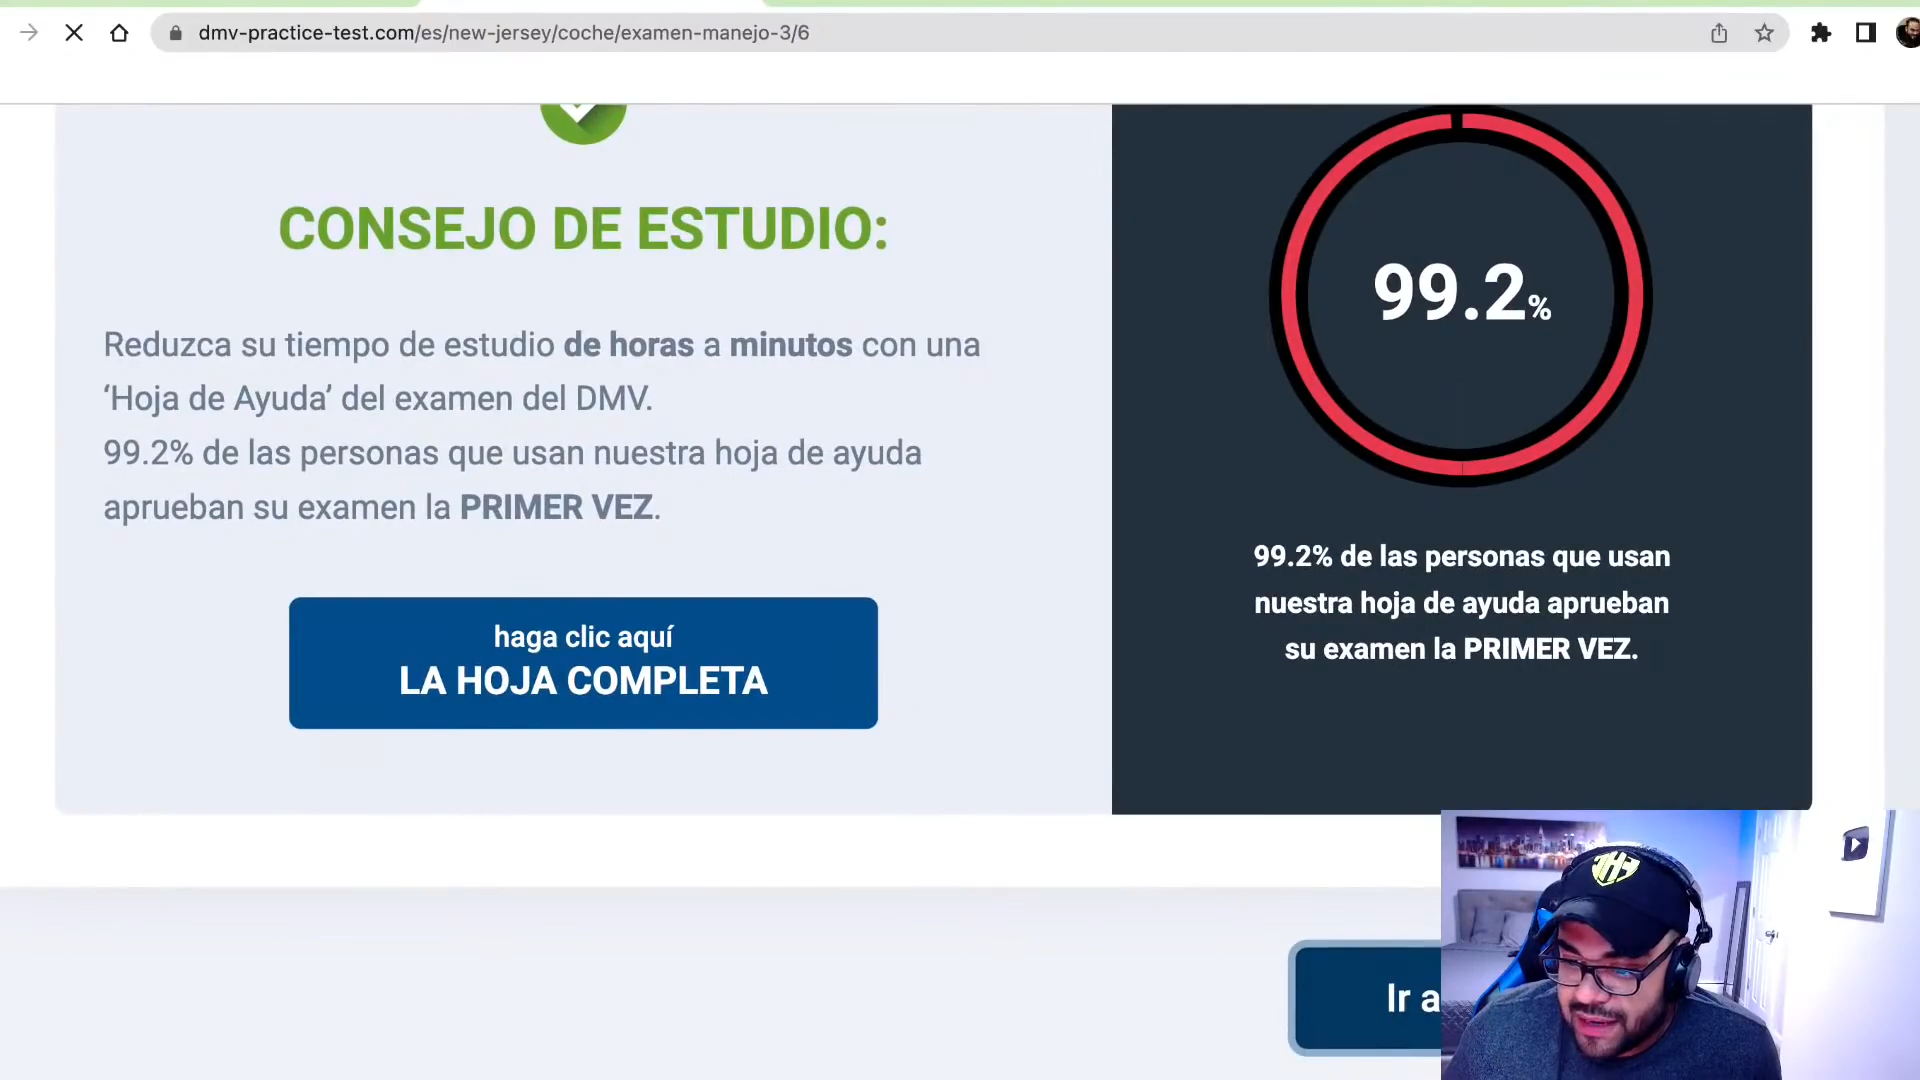 dmv-practice-test.com/es/new-jersey/coche/examen-manejo-3/6
CONSEJO DE ESTUDIO:
Reduzca su tiempo de estudio de horas a minutos con una
‘Hoja de Ayuda’ del examen del DMV.
99.2% de las personas que usan nuestra hoja de ayuda
aprueban su examen la PRIMER VEZ.
haga clic aquí
LA HOJA COMPLETA
99.2%
99.2% de las personas que usan
nuestra hoja de ayuda aprueban
su examen la PRIMER VEZ.
Ir a